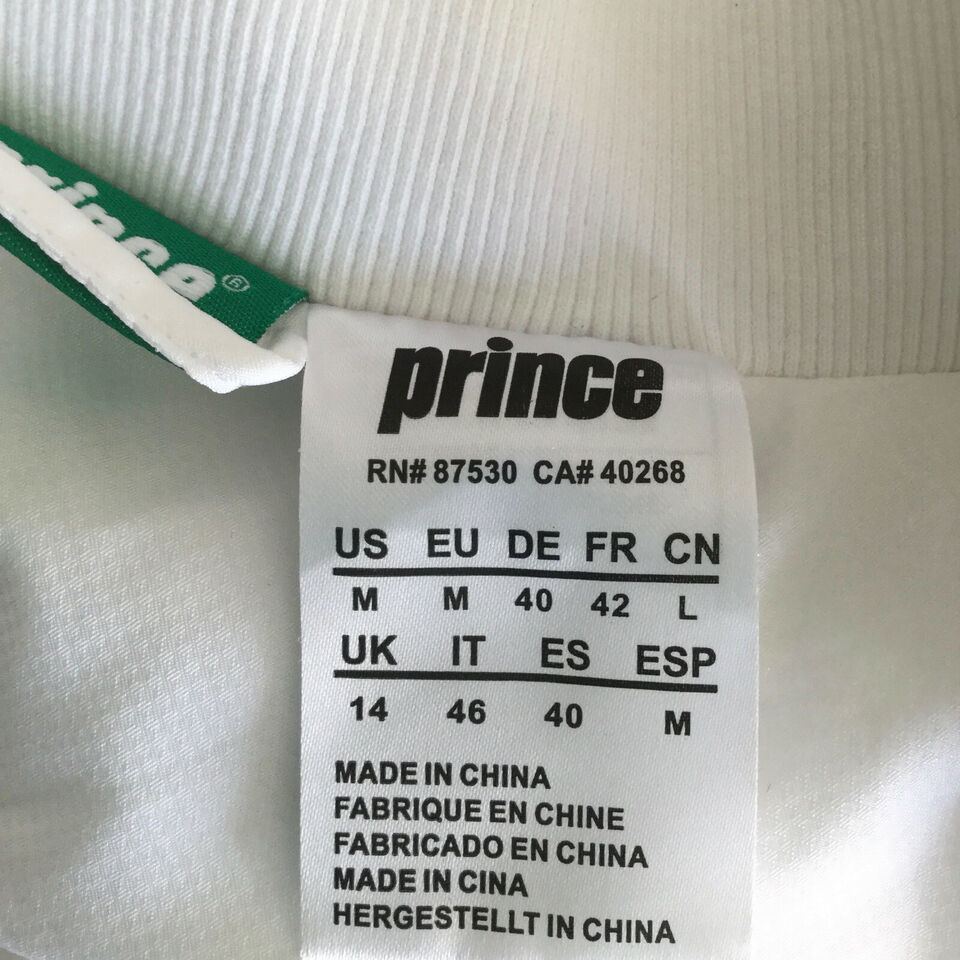 prince
RN# 87530 CA# 40268
US EU DE FR CN
M M 40 42 L
UK IT ES ESP
14 46 40 M
MADE IN CHINA
FABRIQUE EN CHINE
FABRICADO EN CHINA
MADE IN CINA
HERGESTELLT IN CHINA